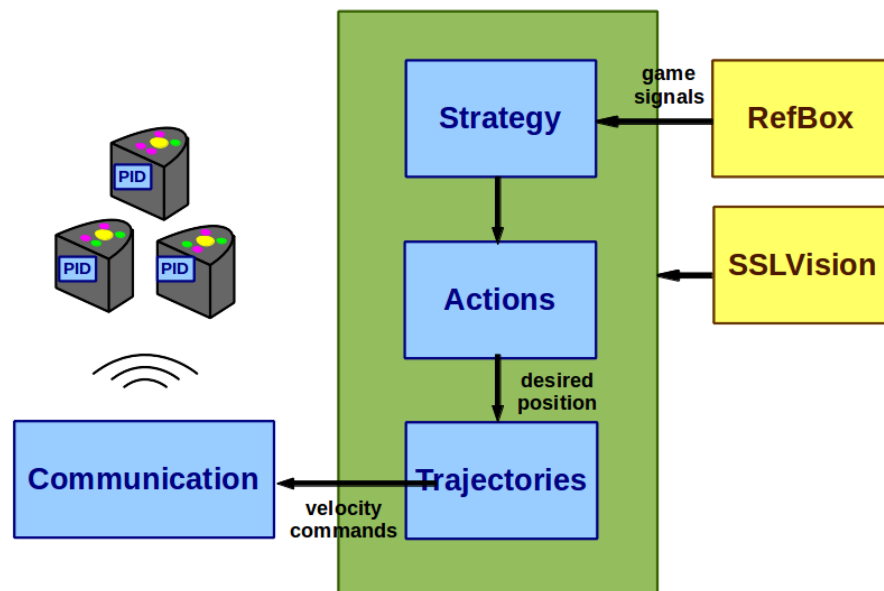 Strategy
game
signals
RefBox
PID
PID
PID
SSLVision
Actions
desired
position
Communication
Trajectories
velocity
commands